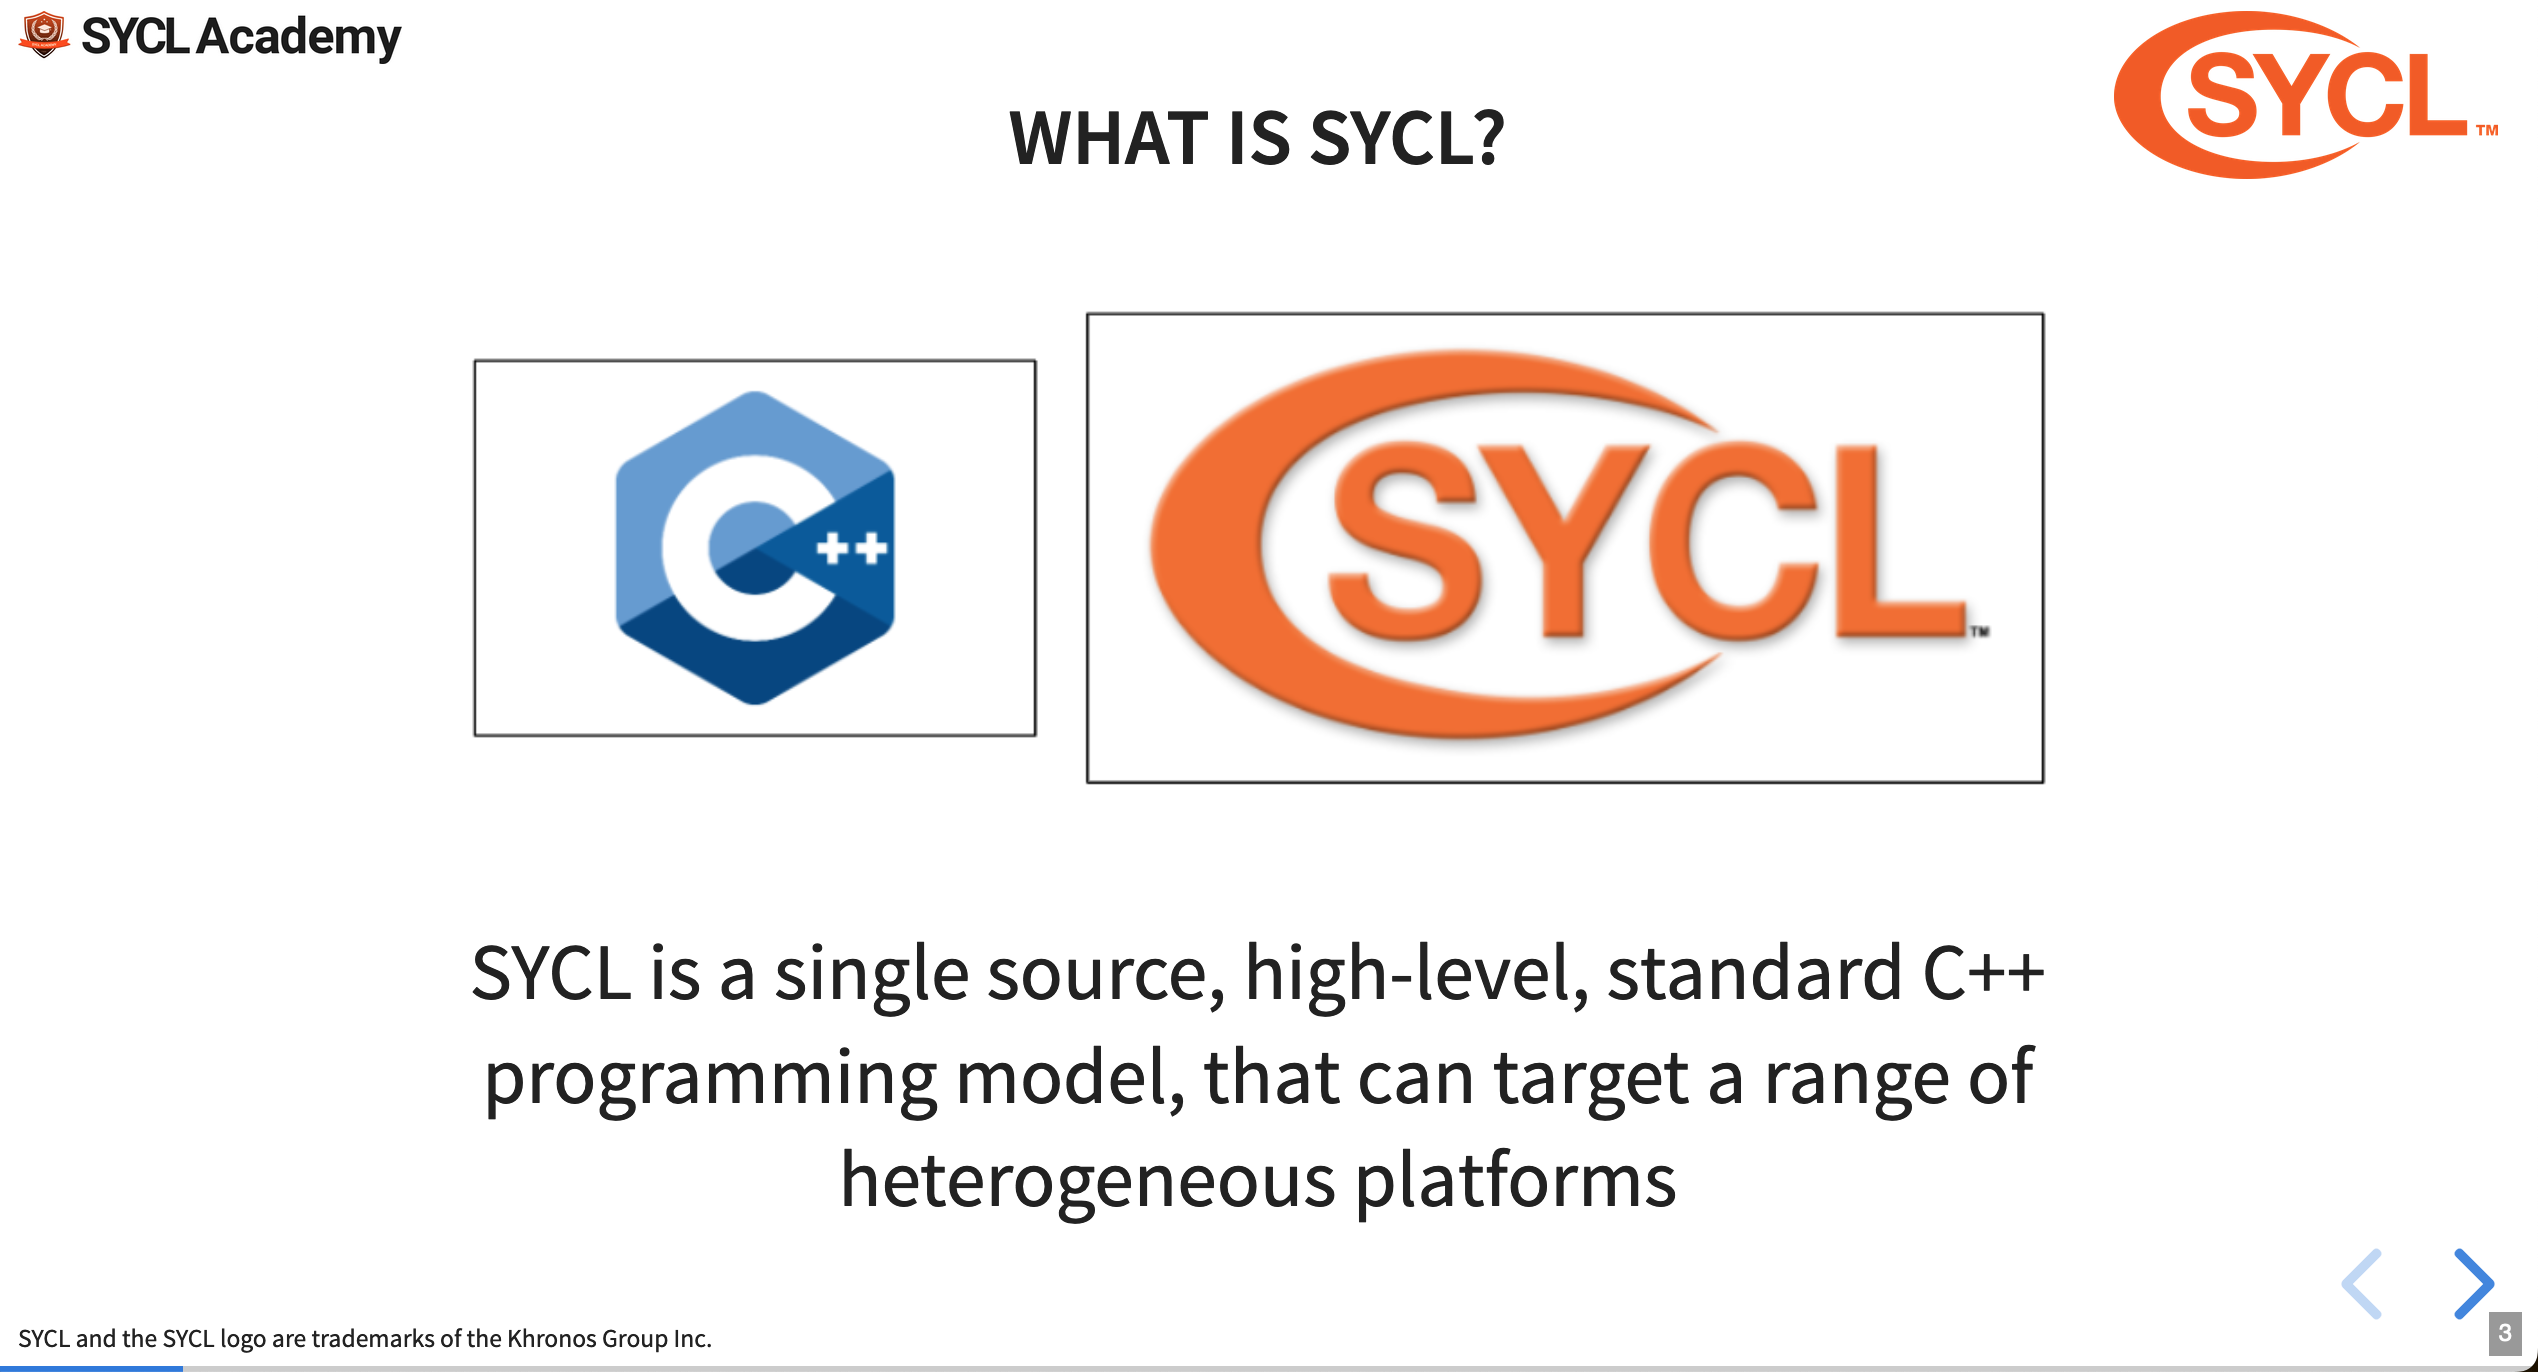 SYCL Academy
SYCL™
WHAT IS SYCL?
C++
SYCL™
SYCL is a single source, high-level, standard C++
programming model, that can target a range of
heterogeneous platforms
SYCL and the SYCL logo are trademarks of the Khronos Group Inc.
3